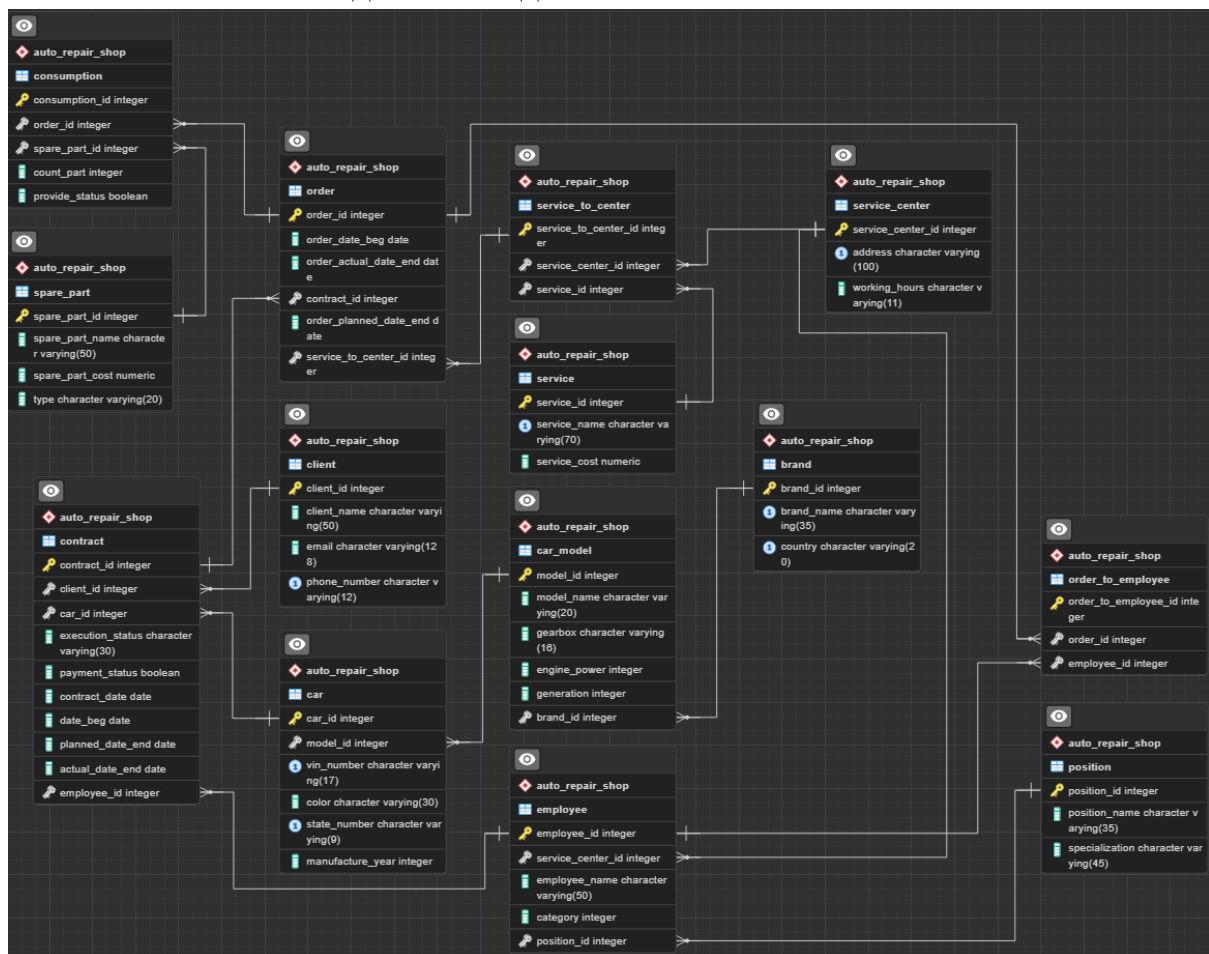 auto_repair_shop
consumption
consumption_id integer
order_id integer
spare_part_id integer
count_part integer
provide_status boolean
auto_repair_shop
spare_part
spare_part_id integer
spare_part_name characte
r varying(50)
spare_part_cost numeric
type character varying(20)
auto_repair_shop
order
order_id integer
order_date_beg date
order_actual_date_end dat
e
contract_id integer
order_planned_date_end d
ate
service_to_center_id integ
er
auto_repair_shop
service_to_center
service_to_center_id integ
er
service_center_id integer
service_id integer
auto_repair_shop
service_center
service_center_id integer
address character varying
(100)
working_hours character v
arying(11)
auto_repair_shop
service
service_id integer
service_name character va
rying(70)
service_cost numeric
auto_repair_shop
client
client_id integer
client_name character varyi
ng(50)
email character varying(12
8)
phone_number character v
arying(12)
auto_repair_shop
brand
brand_id integer
brand_name character vary
ing(35)
country character varying(2
0)
auto_repair_shop
contract
contract_id integer
client_id integer
car_id integer
execution_status character
varying(30)
payment_status boolean
contract_date date
date_beg date
planned_date_end date
actual_date_end date
employee_id integer
auto_repair_shop
car_model
model_id integer
model_name character var
ying(20)
gearbox character varying
(16)
engine_power integer
generation integer
brand_id integer
auto_repair_shop
order_to_employee
order_to_employee_id inte
ger
order_id integer
employee_id integer
auto_repair_shop
car
car_id integer
model_id integer
vin_number character varyi
ng(17)
color character varying(30)
state_number character var
ying(9)
manufacture_year integer
auto_repair_shop
employee
employee_id integer
service_center_id integer
employee_name character
varying(50)
category integer
position_id integer
auto_repair_shop
position
position_id integer
position_name character v
arying(35)
specialization character var
ying(45)